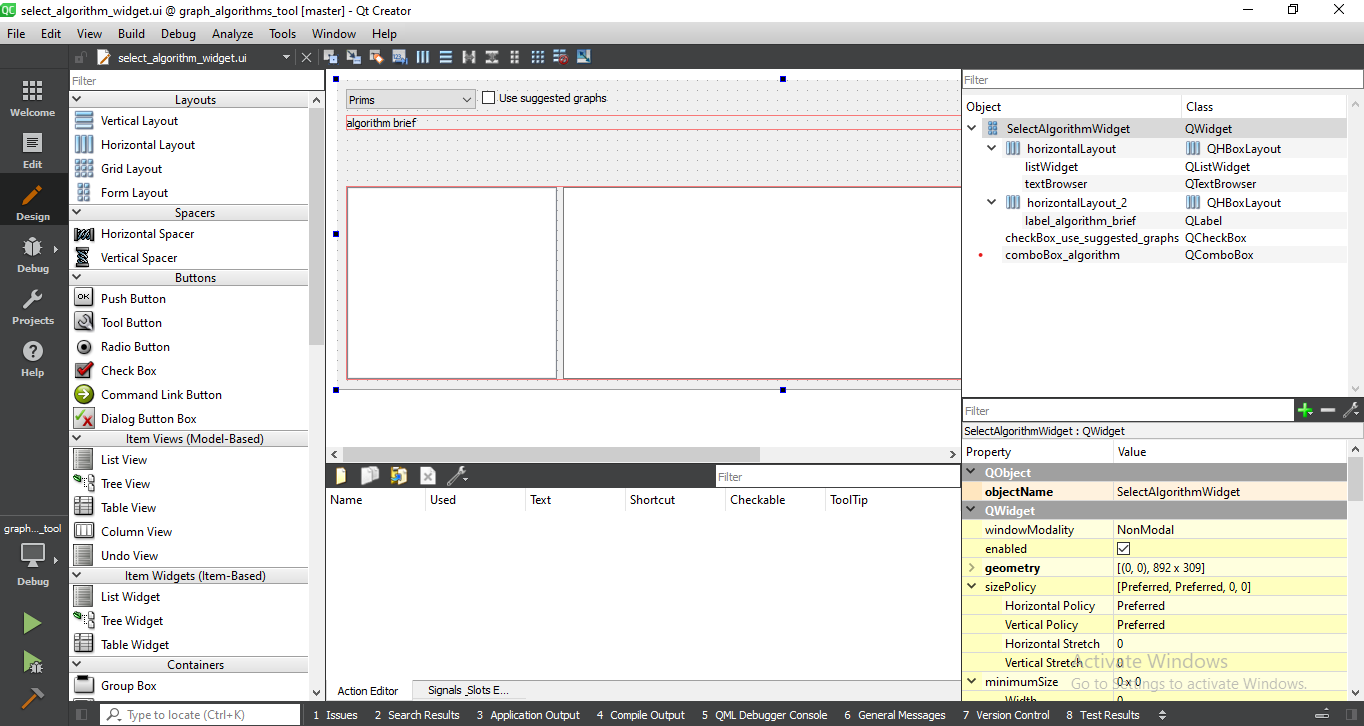 QC select_algorithm_widget.ui @ graph_algorithms_tool [master] - Qt Creator
File Edit View Build Debug Analyze Tools Window Help
select_algorithm_widget.ui
Welcome
Edit
Design
Debug
Projects
Help
graph..._tool
Debug
Filter
Layouts
Vertical Layout
Horizontal Layout
Grid Layout
Form Layout
Spacers
Horizontal Spacer
Vertical Spacer
Buttons
OK Push Button
Tool Button
Radio Button
Check Box
Command Link Button
Dialog Button Box
Item Views (Model-Based)
List View
Tree View
Table View
Column View
Undo View
Item Widgets (Item-Based)
List Widget
Tree Widget
Table Widget
Containers
Group Box
Prims Use suggested graphs
algorithm brief
Filter
Name Used Text Shortcut Checkable ToolTip
Action Editor Signals _Slots E...
Filter
Object Class
SelectAlgorithmWidget QWidget
horizontalLayout QHBoxLayout
listWidget QListWidget
textBrowser QTextBrowser
horizontalLayout_2 QHBoxLayout
label_algorithm_brief QLabel
checkBox_use_suggested_graphs QCheckBox
comboBox_algorithm QComboBox
Filter
SelectAlgorithmWidget : QWidget
Property Value
QObject
objectName SelectAlgorithmWidget
QWidget
windowModality NonModal
enabled
geometry [(0, 0), 892 x 309]
sizePolicy [Preferred, Preferred, 0, 0]
Horizontal Policy Preferred
Vertical Policy Preferred
Horizontal Stretch 0
Vertical Stretch 0
minimumSize 0 x 0
Width 0
Activate Windows
Go to Settings to activate Windows.
Type to locate (Ctrl+K) 1 Issues 2 Search Results 3 Application Output 4 Compile Output 5 QML Debugger Console 6 General Messages 7 Version Control 8 Test Results